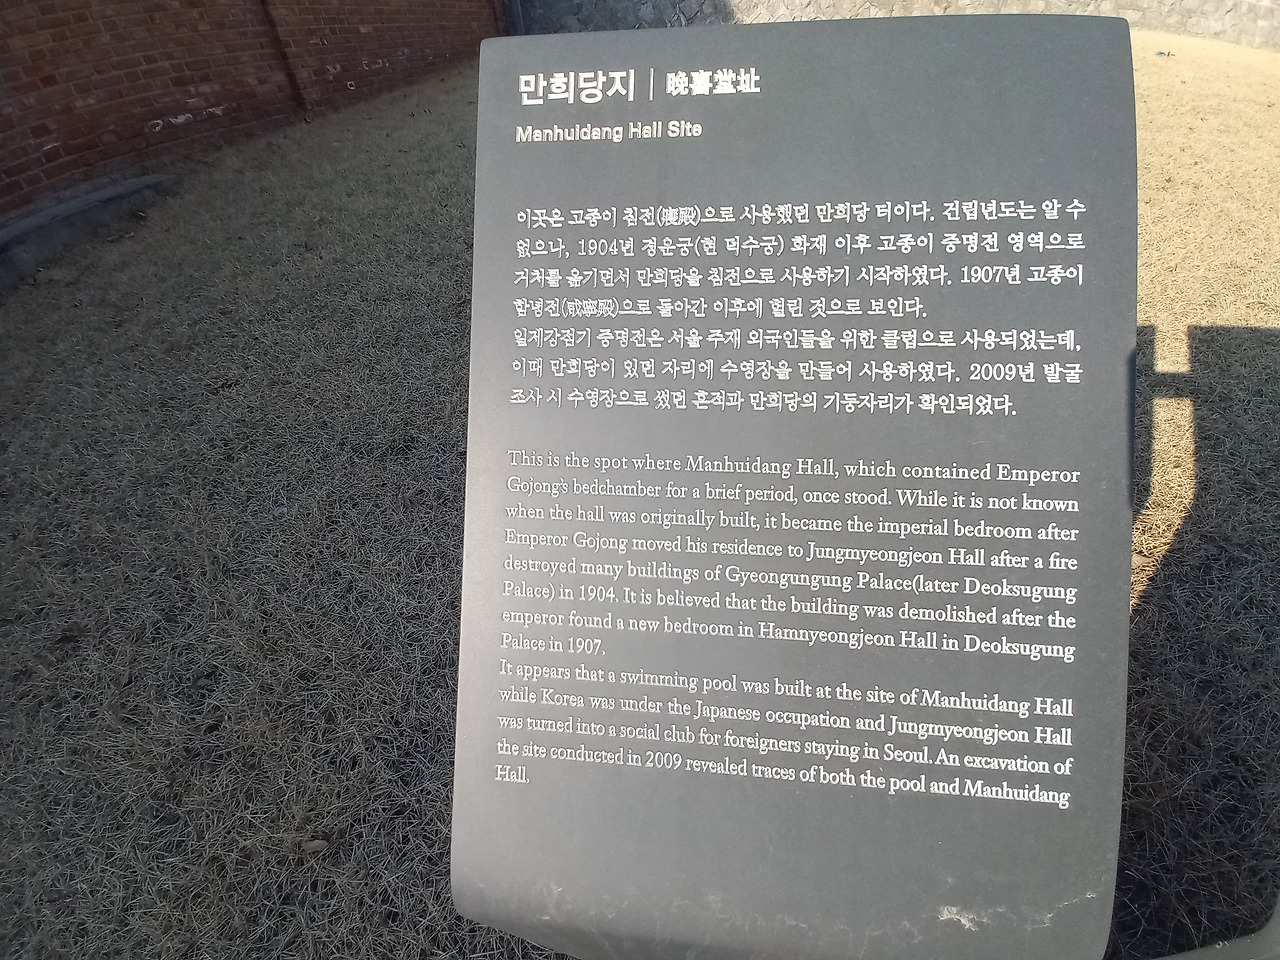 만희당지 | 晩喜堂址
Manhuidang Hall Site
이곳은 고종이 침전(寢殿)으로 사용했던 만희당 터이다. 건립년도는 알 수
없으나, 1904년 경운궁(현 덕수궁) 화재 이후 고종이 중명전 영역으로
거처를 옮기면서 만희당을 침전으로 사용하기 시작하였다. 1907년 고종이
함녕전(咸寧殿)으로 돌아간 이후에 헐린 것으로 보인다.
일제강점기 중명전은 서울 주재 외국인들을 위한 클럽으로 사용되었는데,
이때 만희당이 있던 자리에 수영장을 만들어 사용하였다. 2009년 발굴
조사 시 수영장으로 썼던 흔적과 만희당의 기둥자리가 확인되었다.
This is the spot where Manhuidang Hall, which contained Emperor
Gojong's bedchamber for a brief period, once stood. While it is not known
when the hall was originally built, it became the imperial bedroom after
Emperor Gojong moved his residence to Jungmyeongjeon Hall after a fire
destroyed many buildings of Gyeongungung Palace(later Deoksugung
Palace) in 1904. It is believed that the building was demolished after the
emperor found a new bedroom in Hamnyeongjeon Hall in Deoksugung
Palace in 1907.
It appears that a swimming pool was built at the site of Manhuidang Hall
while Korea was under the Japanese occupation and Jungmyeongjeon Hall
was turned into a social club for foreigners staying in Seoul. An excavation of
the site conducted in 2009 revealed traces of both the pool and Manhuidang
Hall.